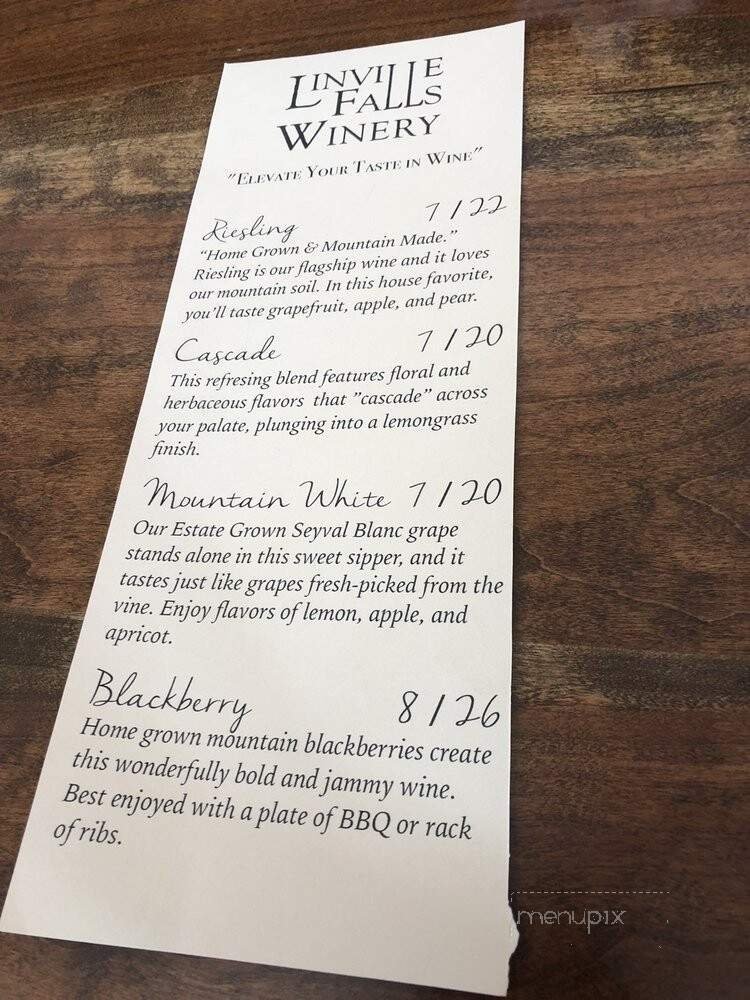 LINVILLE
FALLS
WINERY
"ELEVATE YOUR TASTE IN WINE"
Riesling 7 / 22
"Home Grown & Mountain Made."
Riesling is our flagship wine and it loves
our mountain soil. In this house favorite,
you'll taste grapefruit, apple, and pear.
Cascade 7 / 20
This refresing blend features floral and
herbaceous flavors that "cascade" across
your palate, plunging into a lemongrass
finish.
Mountain White 7 / 20
Our Estate Grown Seyval Blanc grape
stands alone in this sweet sipper, and it
tastes just like grapes fresh-picked from the
vine. Enjoy flavors of lemon, apple, and
apricot.
Blackberry 8 / 26
Home grown mountain blackberries create
this wonderfully bold and jammy wine.
Best enjoyed with a plate of BBQ or rack
of ribs.
menupix